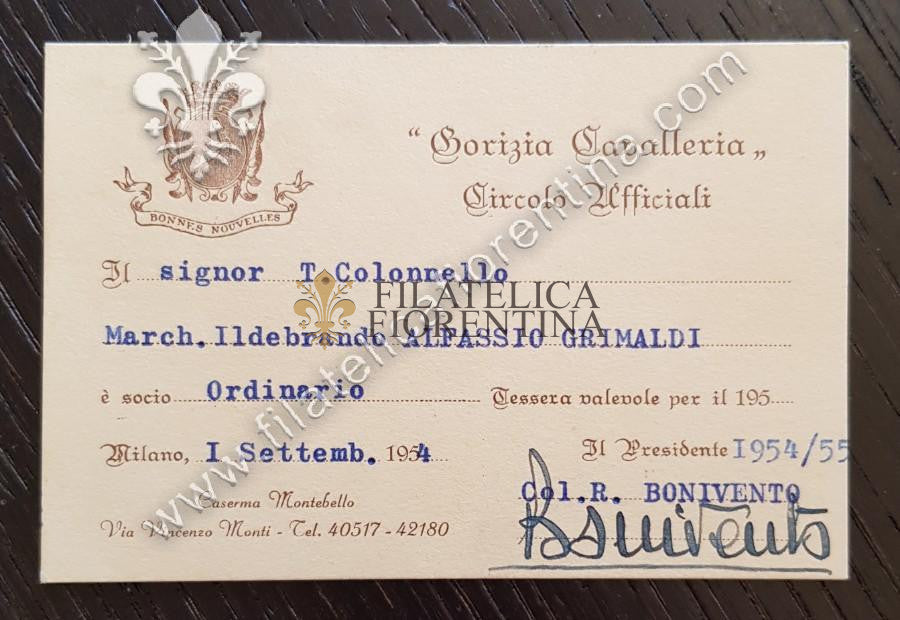 BONNES NOUVELLES
" Gorizia Cavalleria „
Circolo Ufficiali
Il signor T.Colonnello
March.Ildebrando ALFASSIO GRIMALDI
è socio Ordinario Tessera valevole per il 195
Milano, I Settemb. 1954 Il Presidente 1954/55
Col.R. BONIVENTO
Bonivento
Caserma Montebello
Via Vincenzo Monti - Tel. 40517 - 42180
FILATELICA
FIORENTINA
www.filatelicafiorentina.com